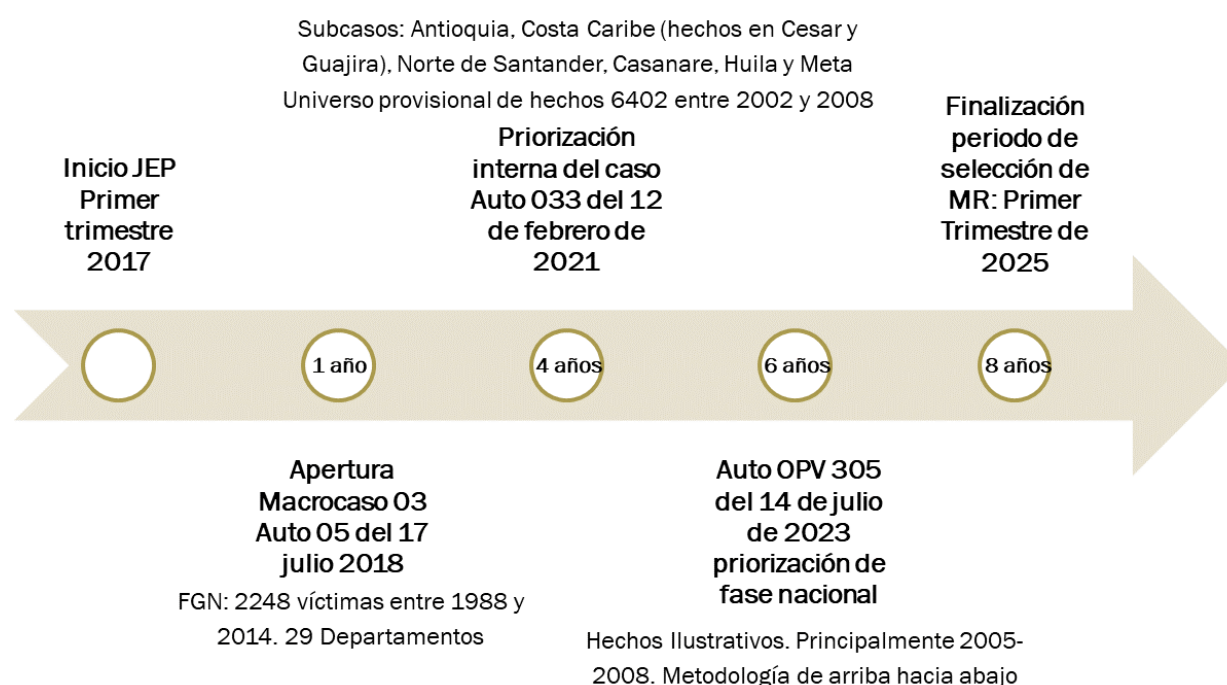 Subcasos: Antioquia, Costa Caribe (hechos en Cesar y
Guajira), Norte de Santander, Casanare, Huila y Meta
Universo provisional de hechos 6402 entre 2002 y 2008
Inicio JEP
Primer
trimestre
2017
Priorización
interna del caso
Auto 033 del 12
de febrero de
2021
Finalización
periodo de
selección de
MR: Primer
Trimestre de
2025
1 año
4 años
6 años
8 años
Apertura
Macrocaso 03
Auto 05 del 17
julio 2018
FGN: 2248 víctimas entre 1988 y
2014. 29 Departamentos
Auto OPV 305
del 14 de julio
de 2023
priorización de
fase nacional
Hechos Ilustrativos. Principalmente 2005-
2008. Metodología de arriba hacia abajo